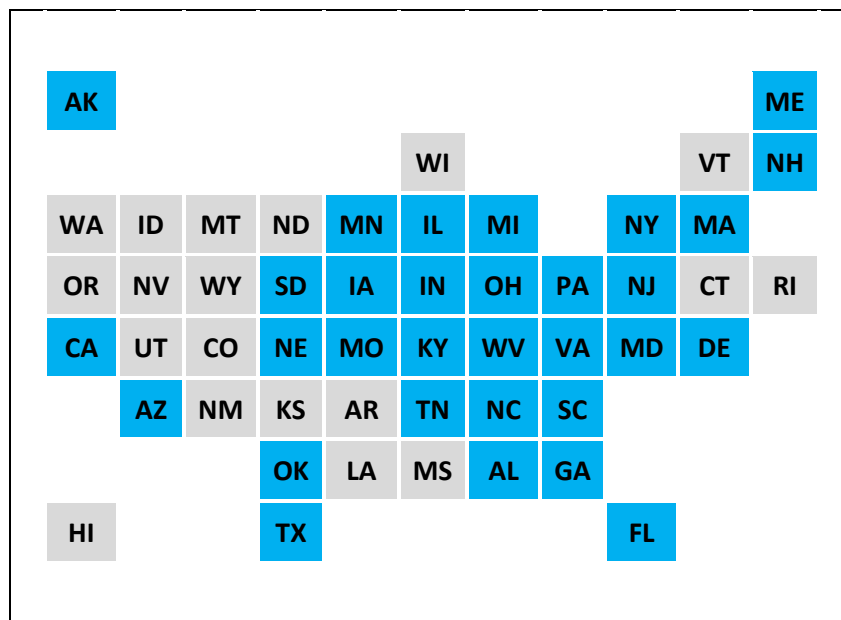 AK ME
WI VT NH
WA ID MT ND MN IL MI NY MA
OR NV WY SD IA IN OH PA NJ CT RI
CA UT CO NE MO KY WV VA MD DE
AZ NM KS AR TN NC SC
OK LA MS AL GA
HI TX FL